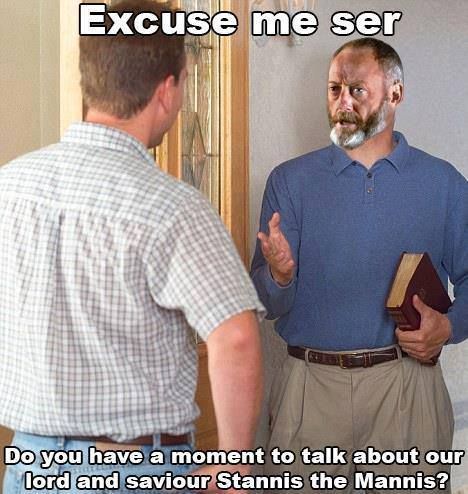 Excuse me ser
Do you have a moment to talk about our
lord and saviour Stannis the Mannis?